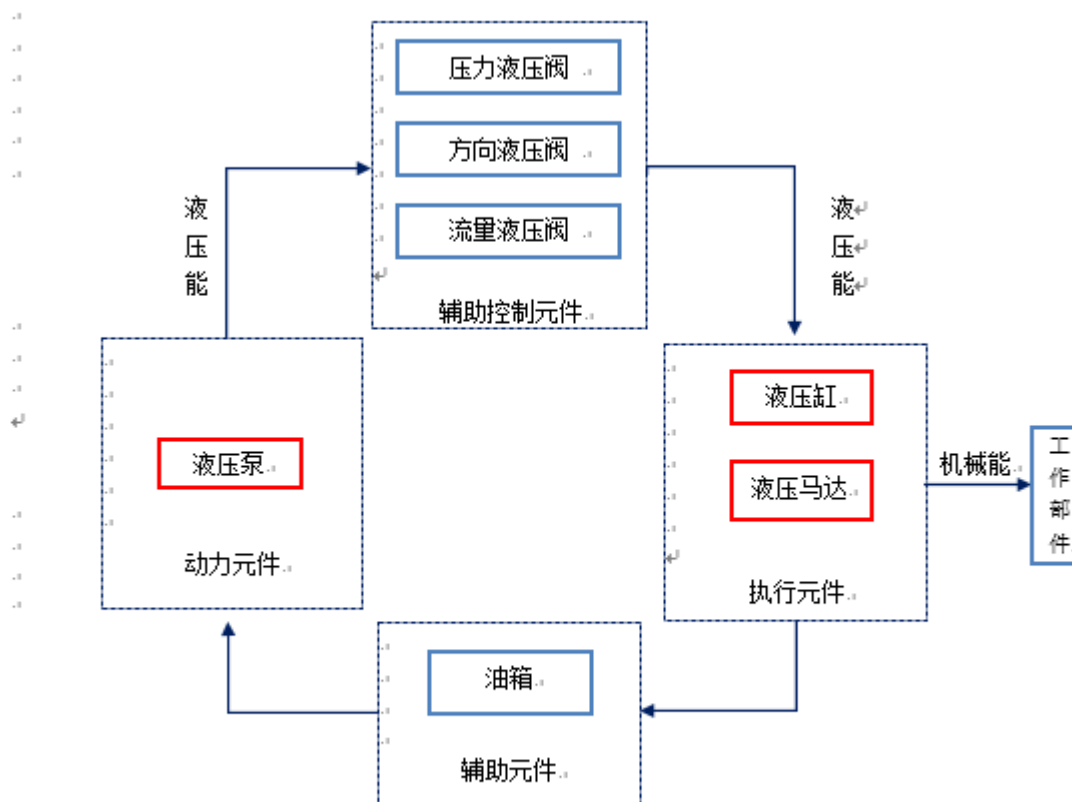 压力液压阀
方向液压阀
流量液压阀
辅助控制元件
液压能
液压能
液压泵
动力元件
液压缸
液压马达
执行元件
机械能
工作部件
油箱
辅助元件